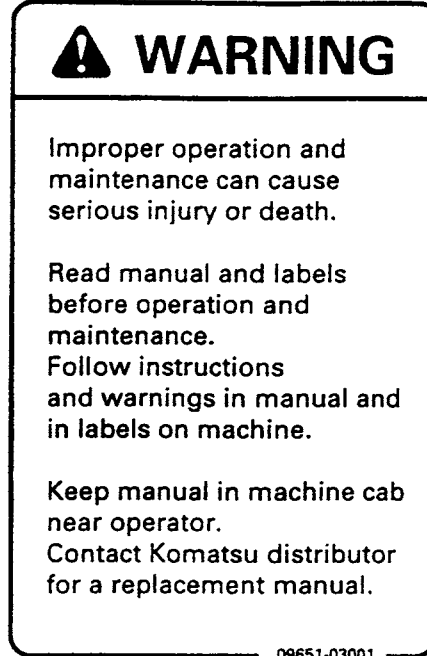 WARNING
Improper operation and
maintenance can cause
serious injury or death.
Read manual and labels
before operation and
maintenance.
Follow instructions
and warnings in manual and
in labels on machine.
Keep manual in machine cab
near operator.
Contact Komatsu distributor
for a replacement manual.
09651-03001